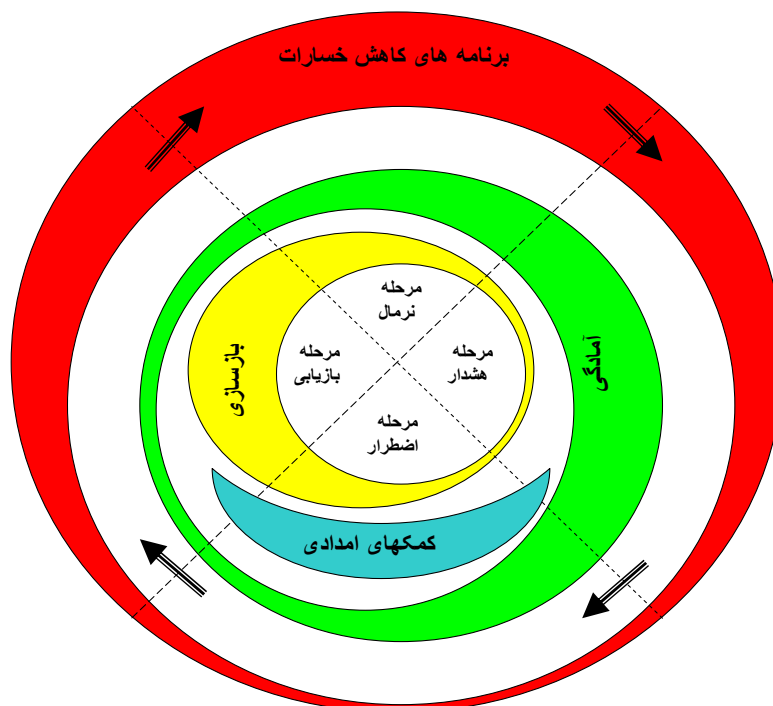 برنامه های کاهش خسارات
مرحله
نرمال
مرحله
هشدار
مرحله
بازیابی
مرحله
اضطرار
آمادگی
بازسازی
کمکهای امدادی